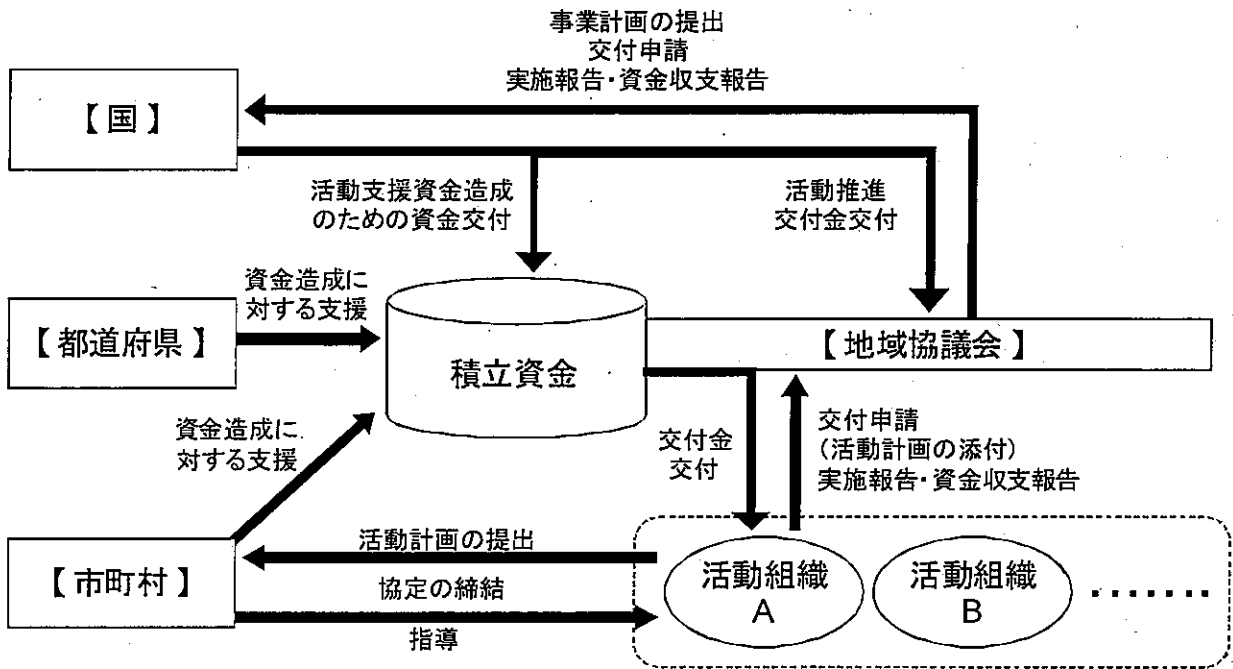 事業計画の提出
交付申請
実施報告・資金収支報告
【 国 】
活動支援資金造成
のための資金交付
活動推進
交付金交付
資金造成に
対する支援
【 都道府県 】
積立資金
【 地域協議会 】
資金造成に
対する支援
交付金
交付
交付申請
(活動計画の添付)
実施報告・資金収支報告
【 市町村 】
活動計画の提出
協定の締結
指導
活動組織
A
活動組織
B
‥‥‥‥